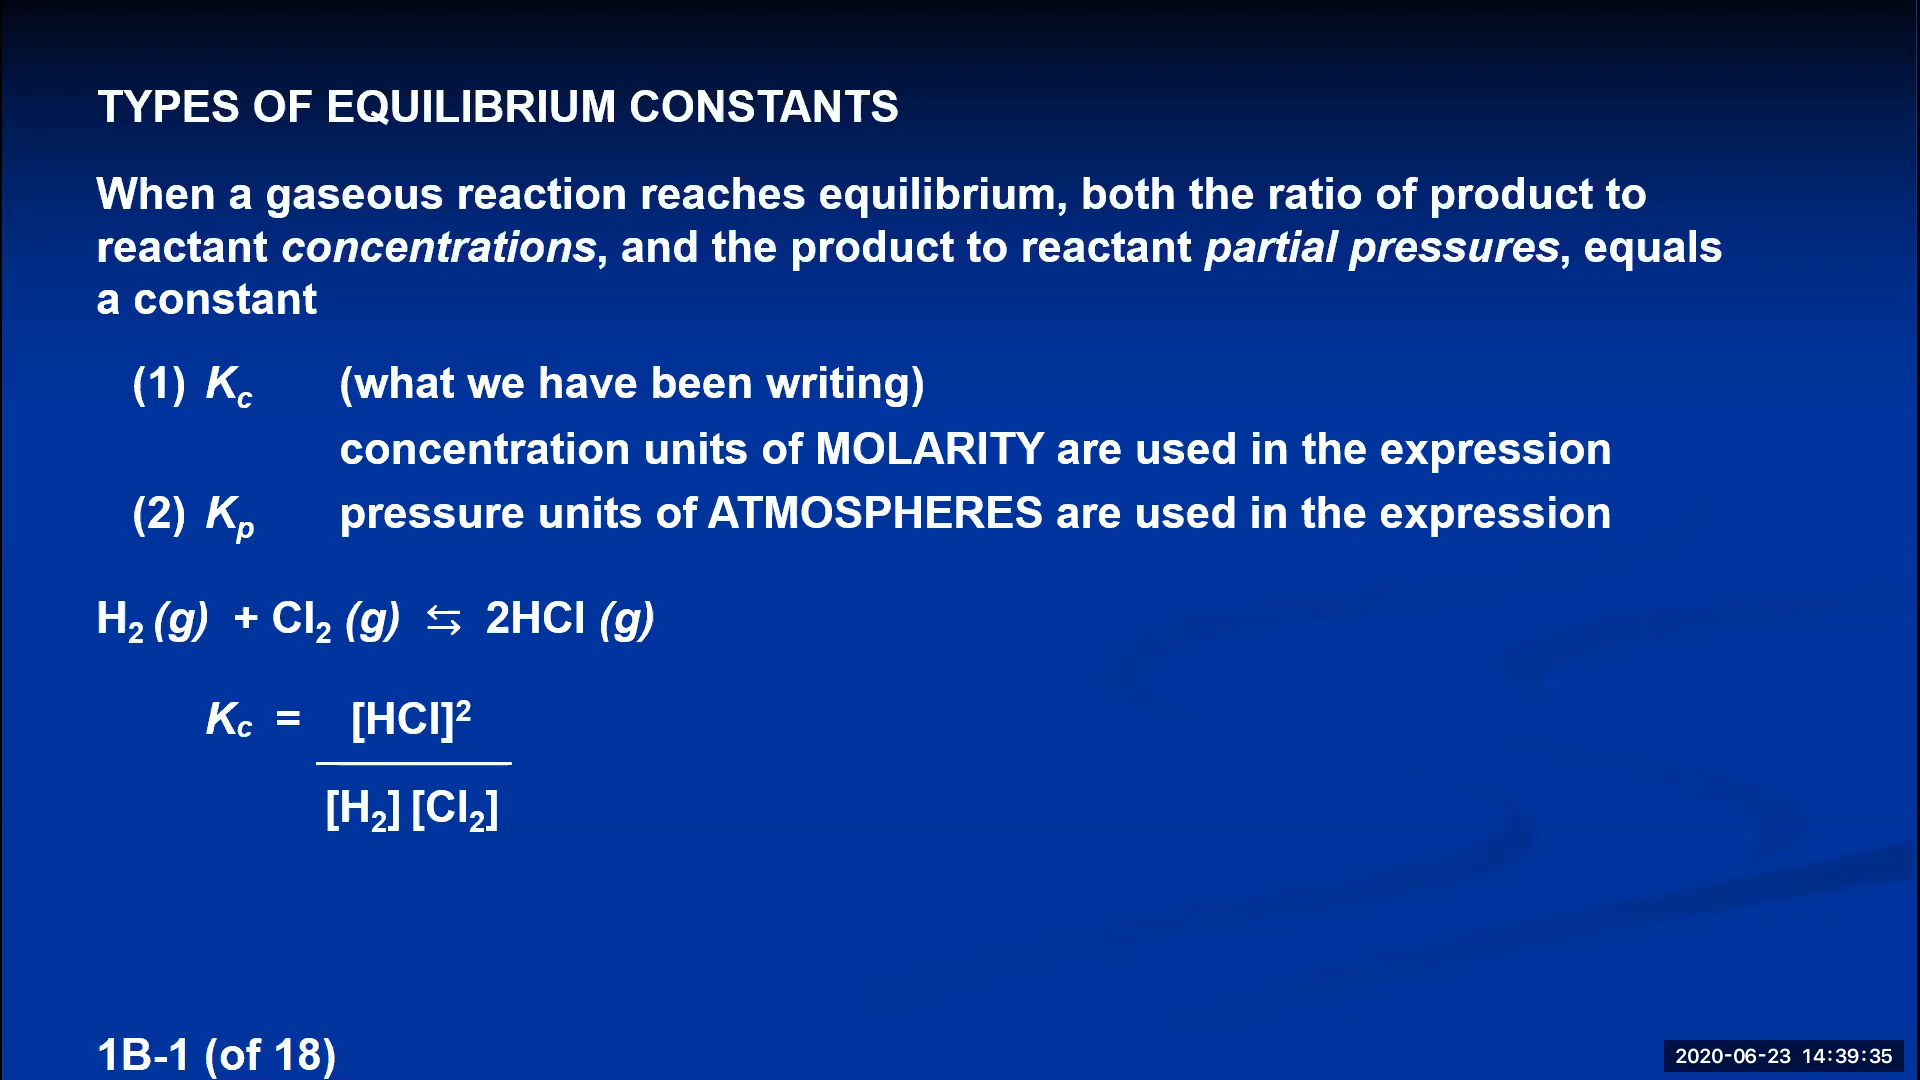 TYPES OF EQUILIBRIUM CONSTANTS
When a gaseous reaction reaches equilibrium, both the ratio of product to
reactant concentrations, and the product to reactant partial pressures, equals
a constant
(1) Kc (what we have been writing)
concentration units of MOLARITY are used in the expression
(2) Kp pressure units of ATMOSPHERES are used in the expression
H₂ (g) + Cl₂ (g) ⇆ 2HCl (g)
Kc = [HCl]²
[H₂] [Cl₂]
1B-1 (of 18)
2020-06-23 14:39:35